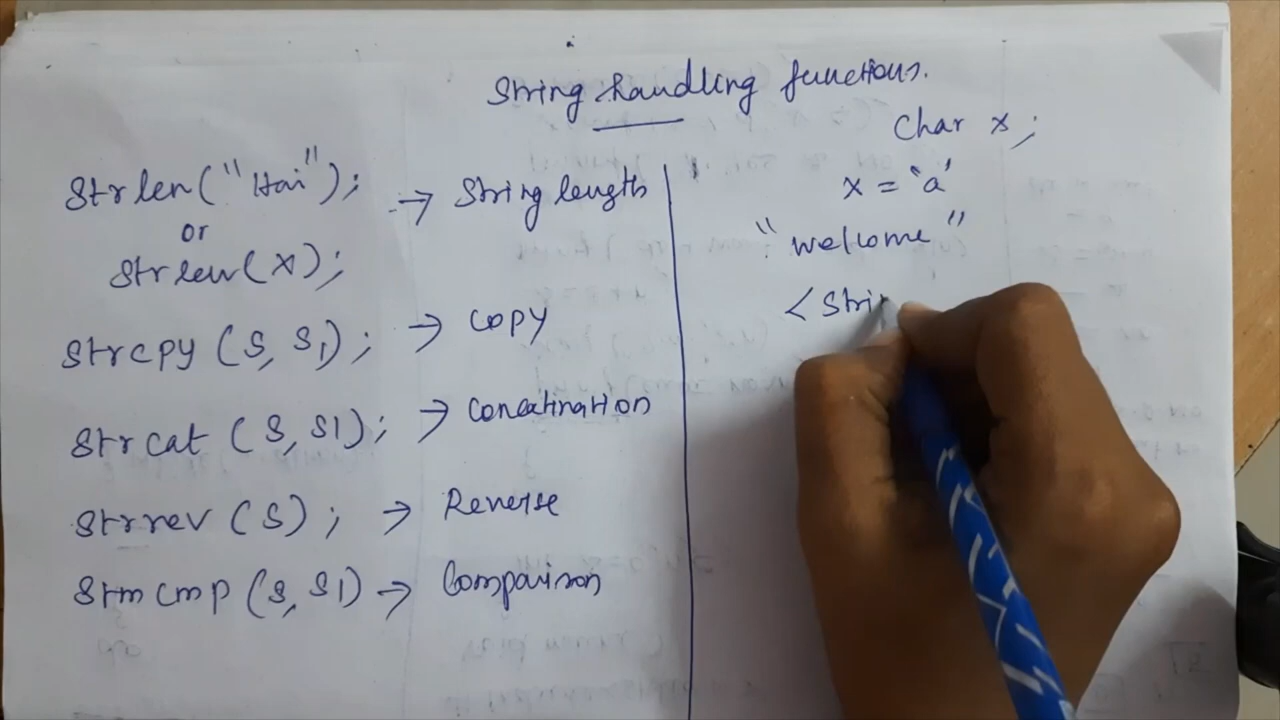 String handling functions.
Strlen("Hai"); → String length
or
Strlen(x);
Strcpy (S, S1); → Copy
Strcat (S, S1); → Concatination
Strrev (S); → Reverse
Stmcmp (S, S1) → Comparison
Char x;
x = 'a'
"welcome"
<Stri